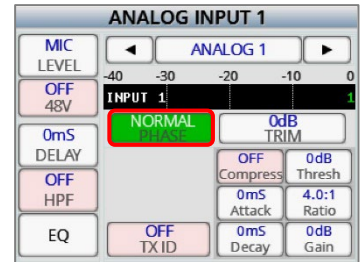 ANALOG INPUT 1
MIC
LEVEL
◄ ANALOG 1 ►
-40 -30 -20 -10 0
INPUT 1 1
OFF
48V
NORMAL
PHASE
0dB
TRIM
0mS
DELAY
OFF
Compress
0dB
Thresh
OFF
HPF
0mS
Attack
4.0:1
Ratio
EQ
OFF
TX ID
0mS
Decay
0dB
Gain